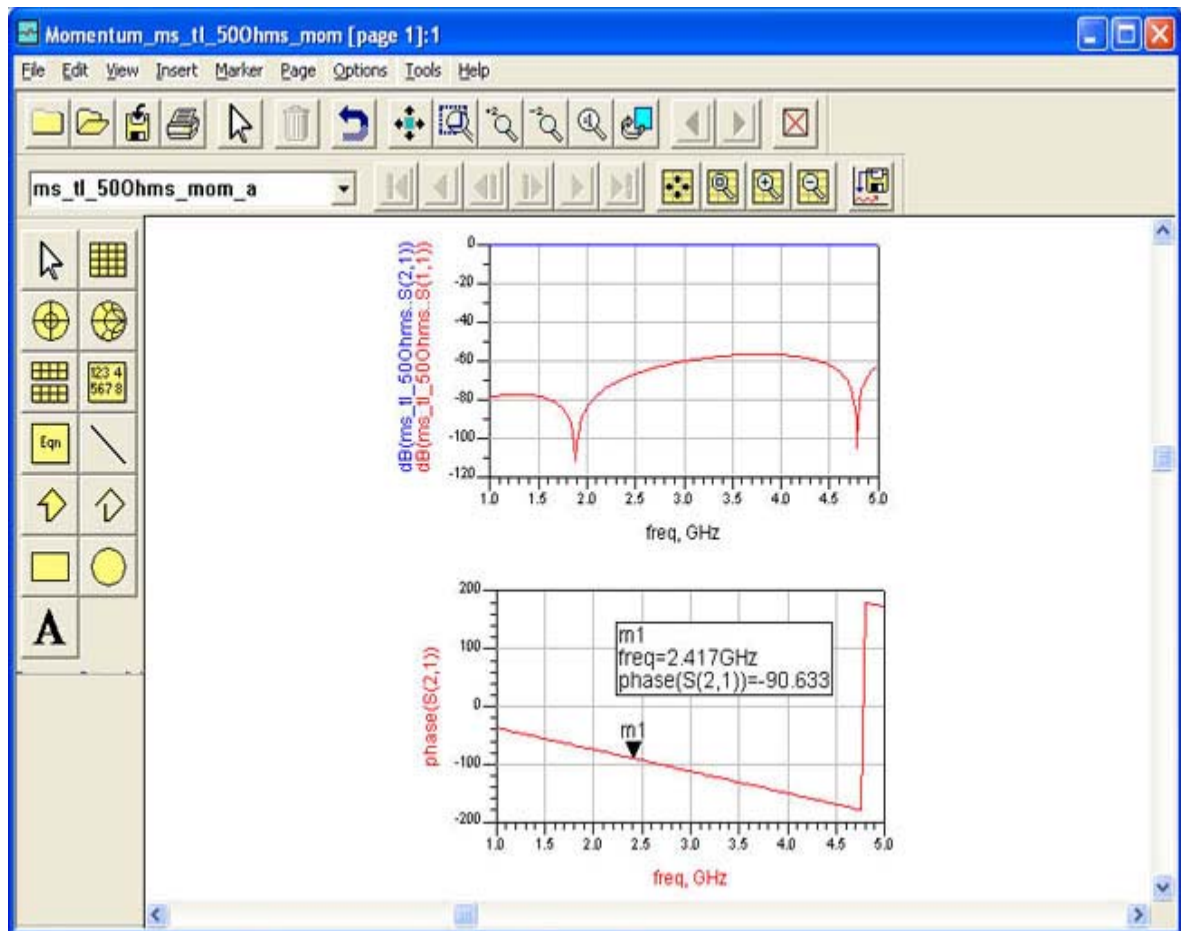 Momentum_ms_tl_50Ohms_mom [page 1]:1
File Edit View Insert Marker Page Options Tools Help
+2 -2 1
ms_tl_50Ohms_mom_a
123 4
567 8
Eqn
A
dB(ms_tl_50Ohms..S(2,1))
dB(ms_tl_50Ohms..S(1,1))
0
-20
-40
-60
-80
-100
-120
1.0 1.5 2.0 2.5 3.0 3.5 4.0 4.5 5.0
freq, GHz
phase(S(2,1))
200
100
0
-100
-200
m1
freq=2.417GHz
phase(S(2,1))=-90.633
m1
1.0 1.5 2.0 2.5 3.0 3.5 4.0 4.5 5.0
freq, GHz